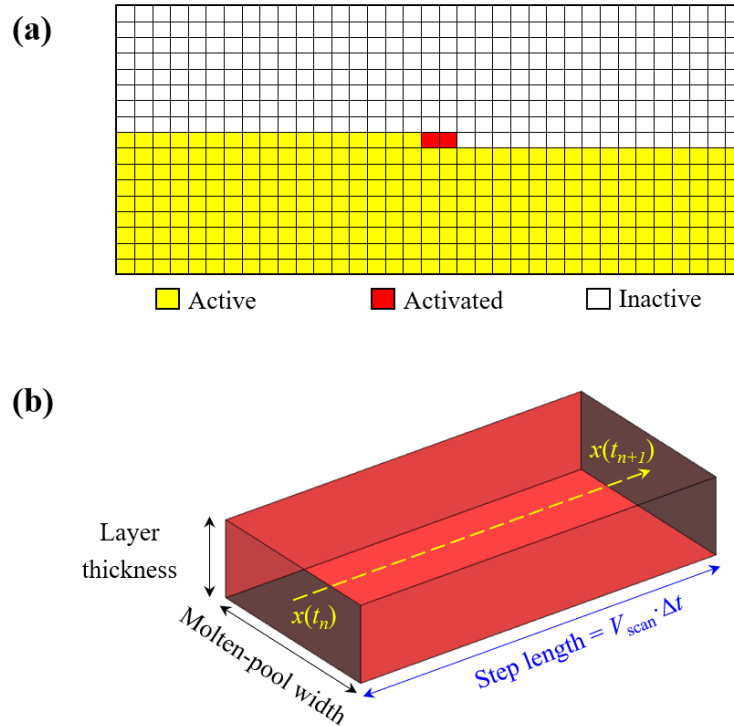 (a)
Active
Activated
Inactive
(b)
x(tn+1)
Layer
thickness
x(tn)
Molten-pool width
Step length = Vscan·Δt